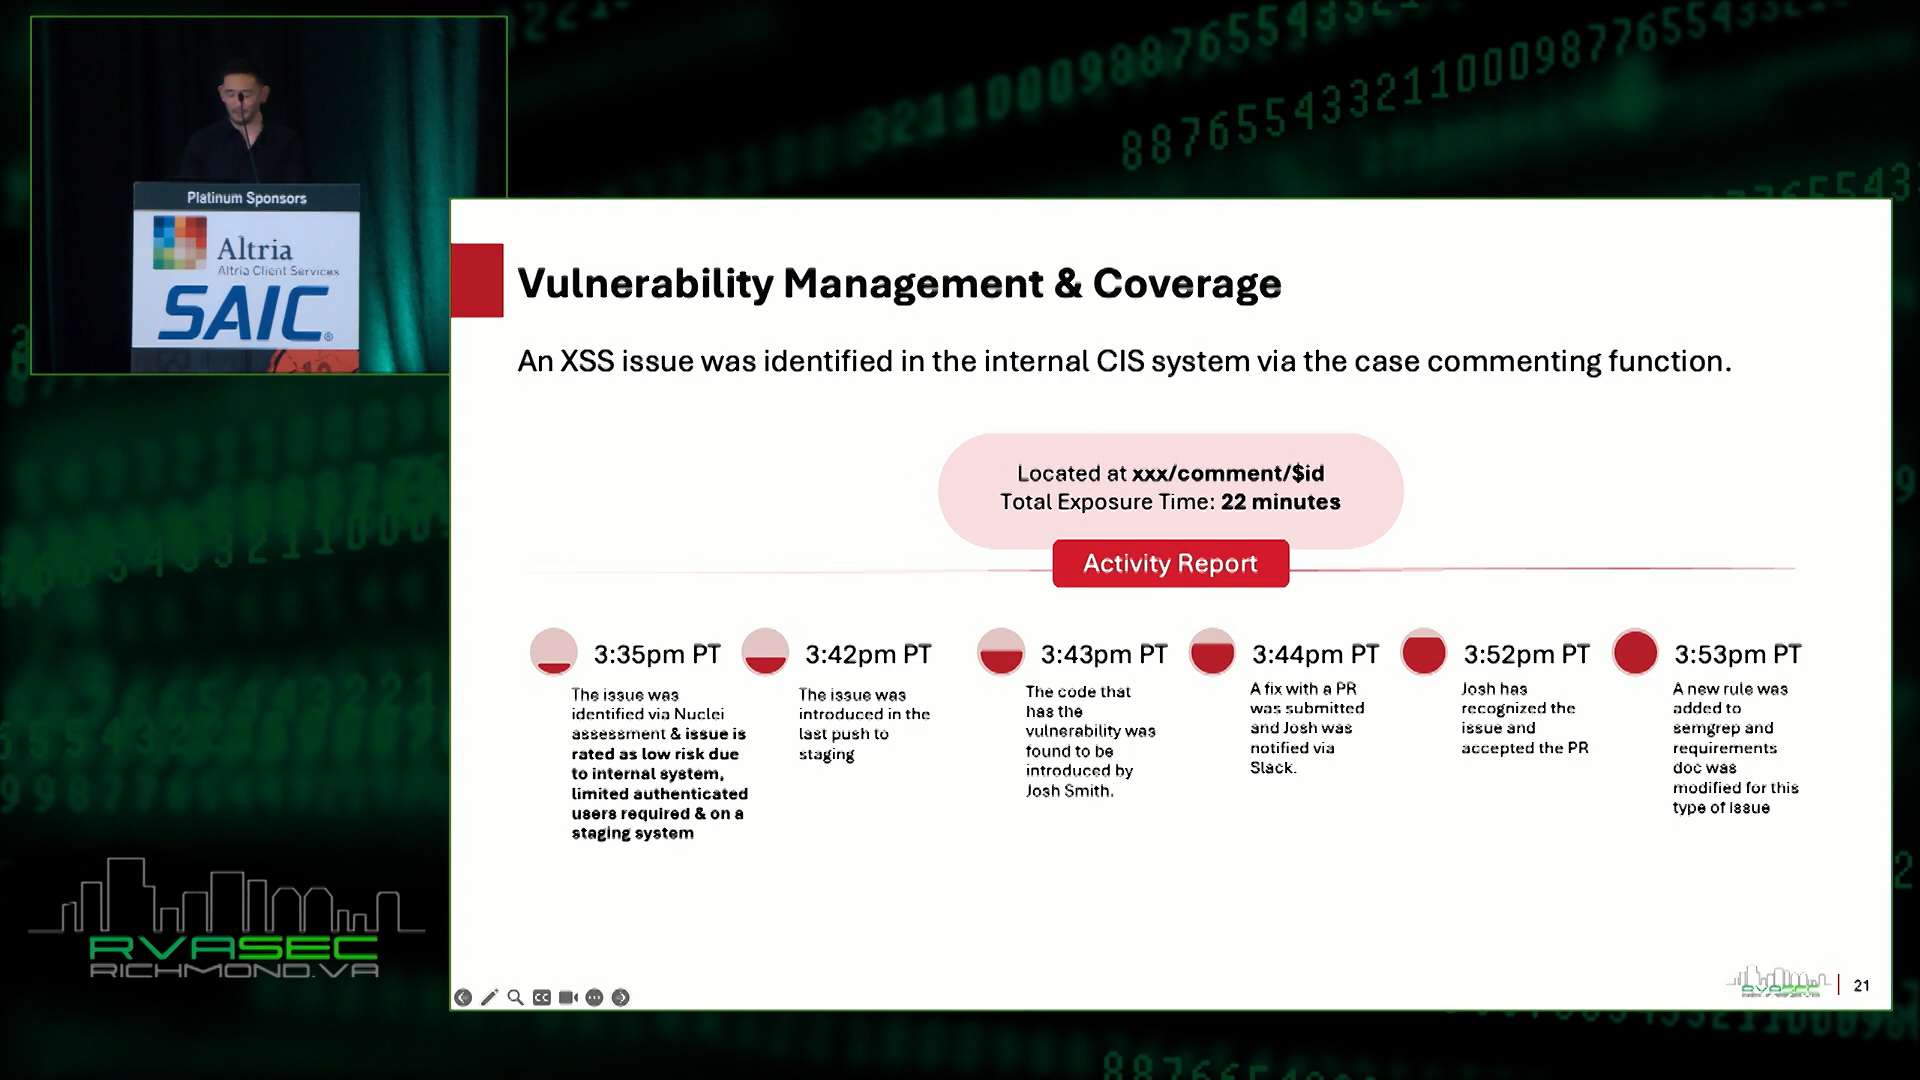 Platinum Sponsors
Altria
Altria Client Services
SAIC
Vulnerability Management & Coverage
An XSS issue was identified in the internal CIS system via the case commenting function.
Located at xxx/comment/$id
Total Exposure Time: 22 minutes
Activity Report
3:35pm PT
The issue was
identified via Nuclei
assessment & issue is
rated as low risk due
to internal system,
limited authenticated
users required & on a
staging system
3:42pm PT
The issue was
introduced in the
last push to
staging
3:43pm PT
The code that
has the
vulnerability was
found to be
introduced by
Josh Smith.
3:44pm PT
A fix with a PR
was submitted
and Josh was
notified via
Slack.
3:52pm PT
Josh has
recognized the
issue and
accepted the PR
3:53pm PT
A new rule was
added to
semgrep and
requirements
doc was
modified for this
type of issue
RVASEC
RICHMOND.VA
CC
RVASEC
21
88765543321100098776554332